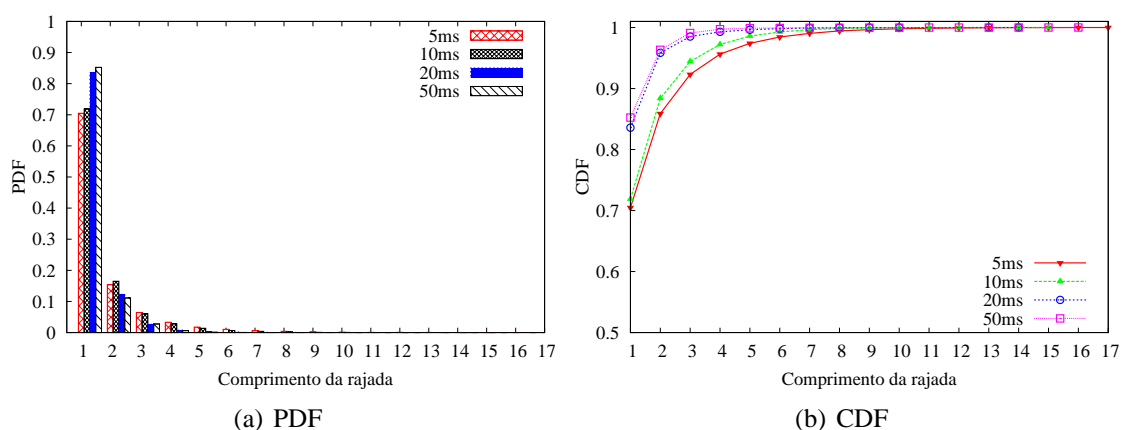 1
0.9
0.8
0.7
0.6
0.5
0.4
0.3
0.2
0.1
0
PDF
5ms
10ms
20ms
50ms
1 2 3 4 5 6 7 8 9 10 11 12 13 14 15 16 17
Comprimento da rajada
(a) PDF
1
0.9
0.8
0.7
0.6
0.5
CDF
5ms
10ms
20ms
50ms
1 2 3 4 5 6 7 8 9 10 11 12 13 14 15 16 17
Comprimento da rajada
(b) CDF